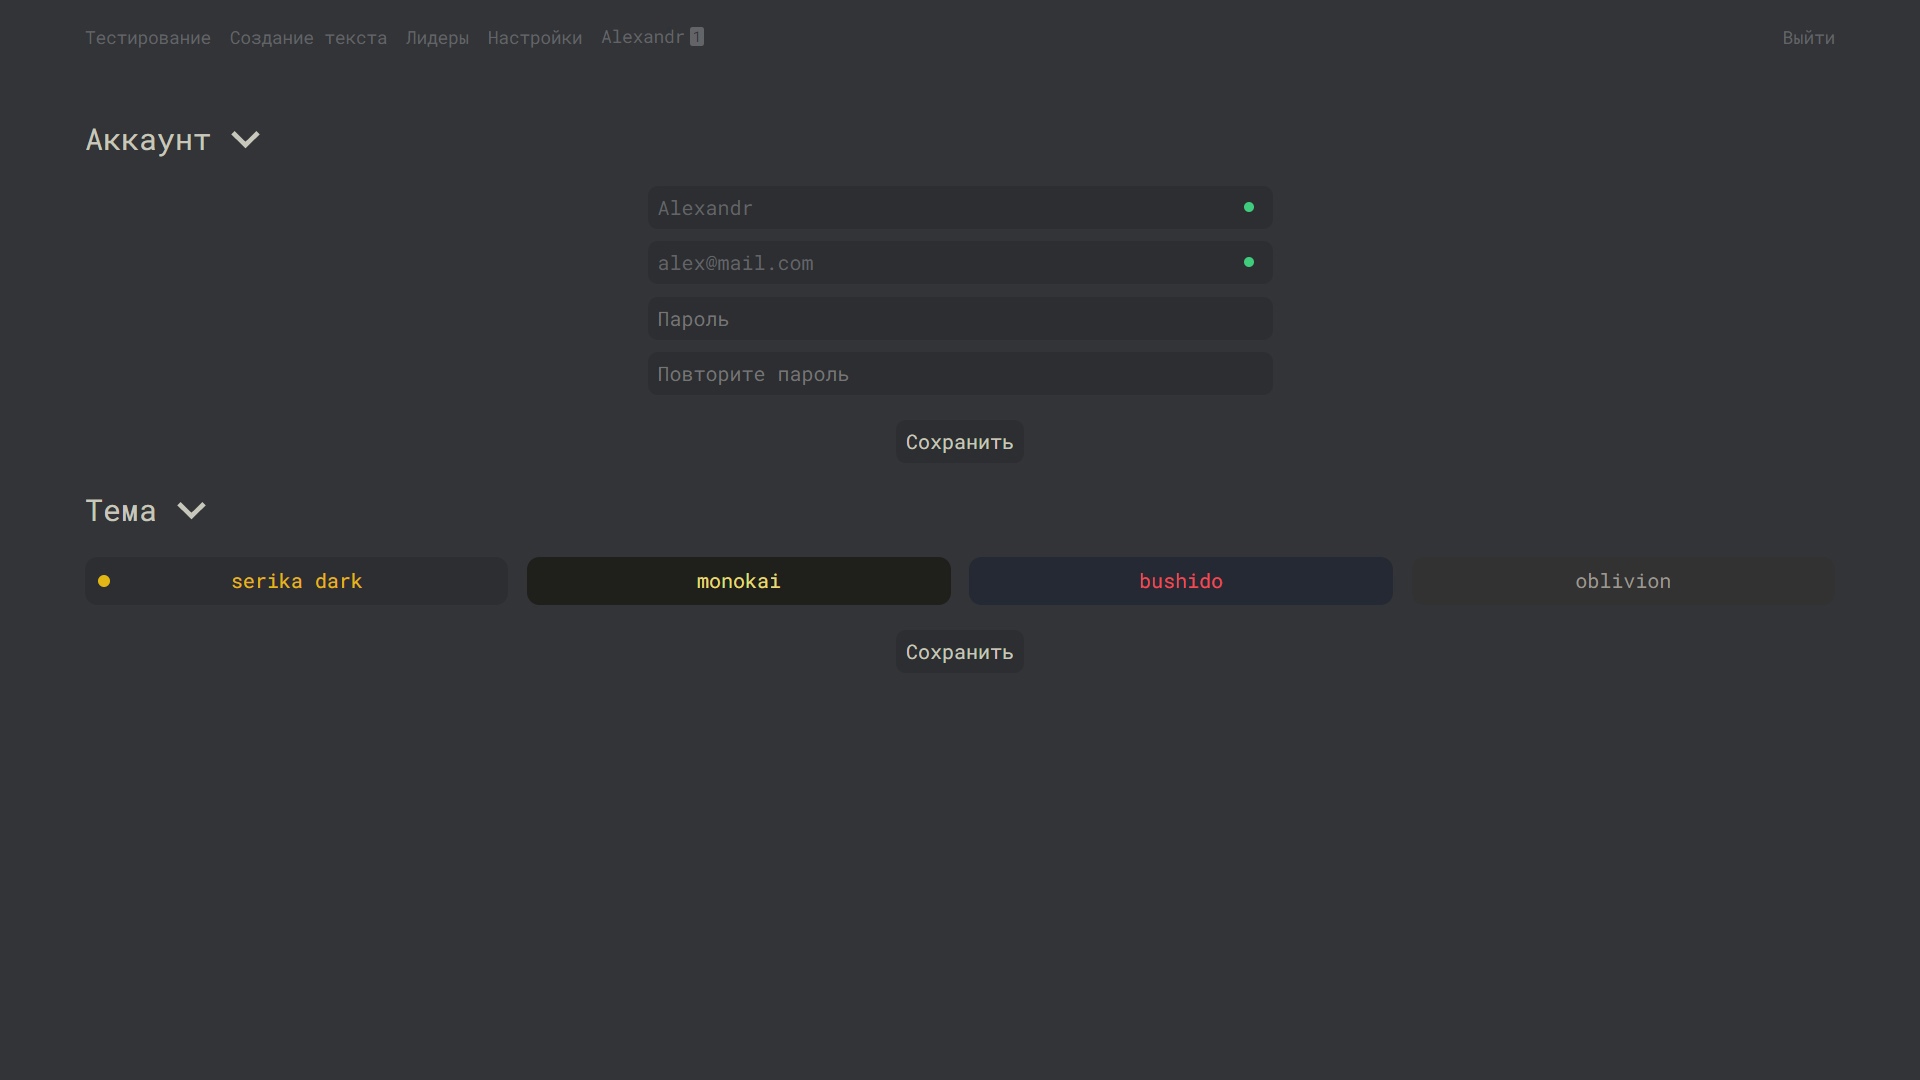 Тестирование Создание текста Лидеры Настройки Alexandr 1 Выйти
Аккаунт
Alexandr
alex@mail.com
Пароль
Повторите пароль
Сохранить
Тема
serika dark monokai bushido oblivion
Сохранить